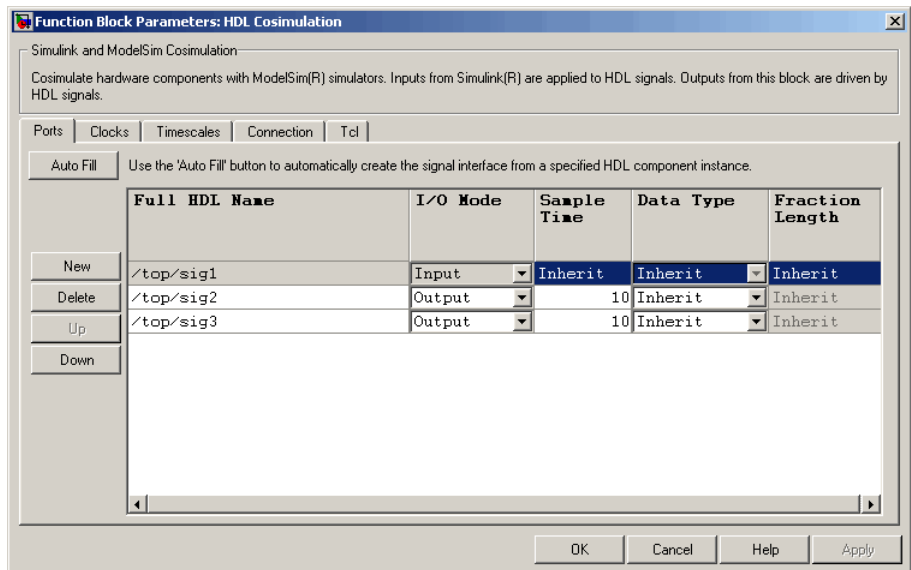 Function Block Parameters: HDL Cosimulation
Simulink and ModelSim Cosimulation
Cosimulate hardware components with ModelSim(R) simulators. Inputs from Simulink(R) are applied to HDL signals. Outputs from this block are driven by
HDL signals.
Ports Clocks Timescales Connection Tcl
Auto Fill Use the 'Auto Fill' button to automatically create the signal interface from a specified HDL component instance.
Full HDL Name I/O Mode Sample Time Data Type Fraction Length
New /top/sig1 Input Inherit Inherit Inherit
Delete /top/sig2 Output 10 Inherit Inherit
Up /top/sig3 Output 10 Inherit Inherit
Down
OK Cancel Help Apply